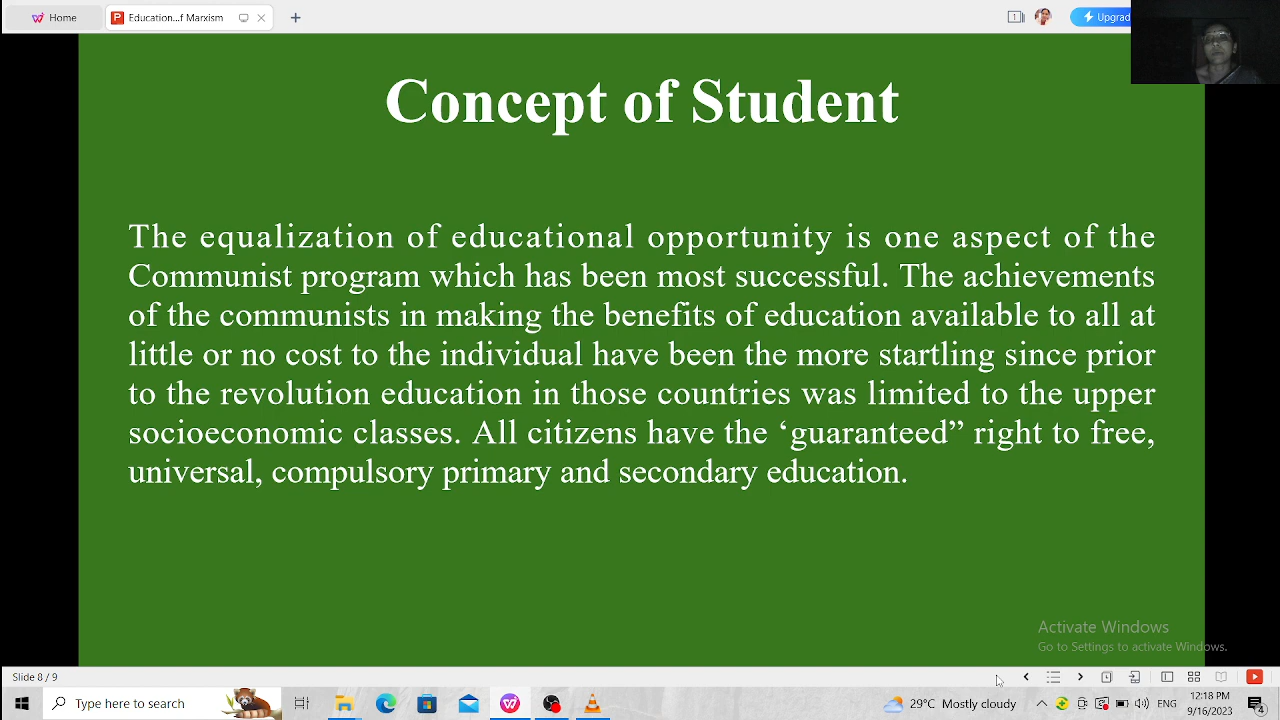 Home
Education...f Marxism
1
Upgrad
Concept of Student
The equalization of educational opportunity is one aspect of the
Communist program which has been most successful. The achievements
of the communists in making the benefits of education available to all at
little or no cost to the individual have been the more startling since prior
to the revolution education in those countries was limited to the upper
socioeconomic classes. All citizens have the ‘guaranteed” right to free,
universal, compulsory primary and secondary education.
Activate Windows
Go to Settings to activate Windows.
Slide 8 / 9
Type here to search
29°C Mostly cloudy
ENG
12:18 PM
9/16/2023
4